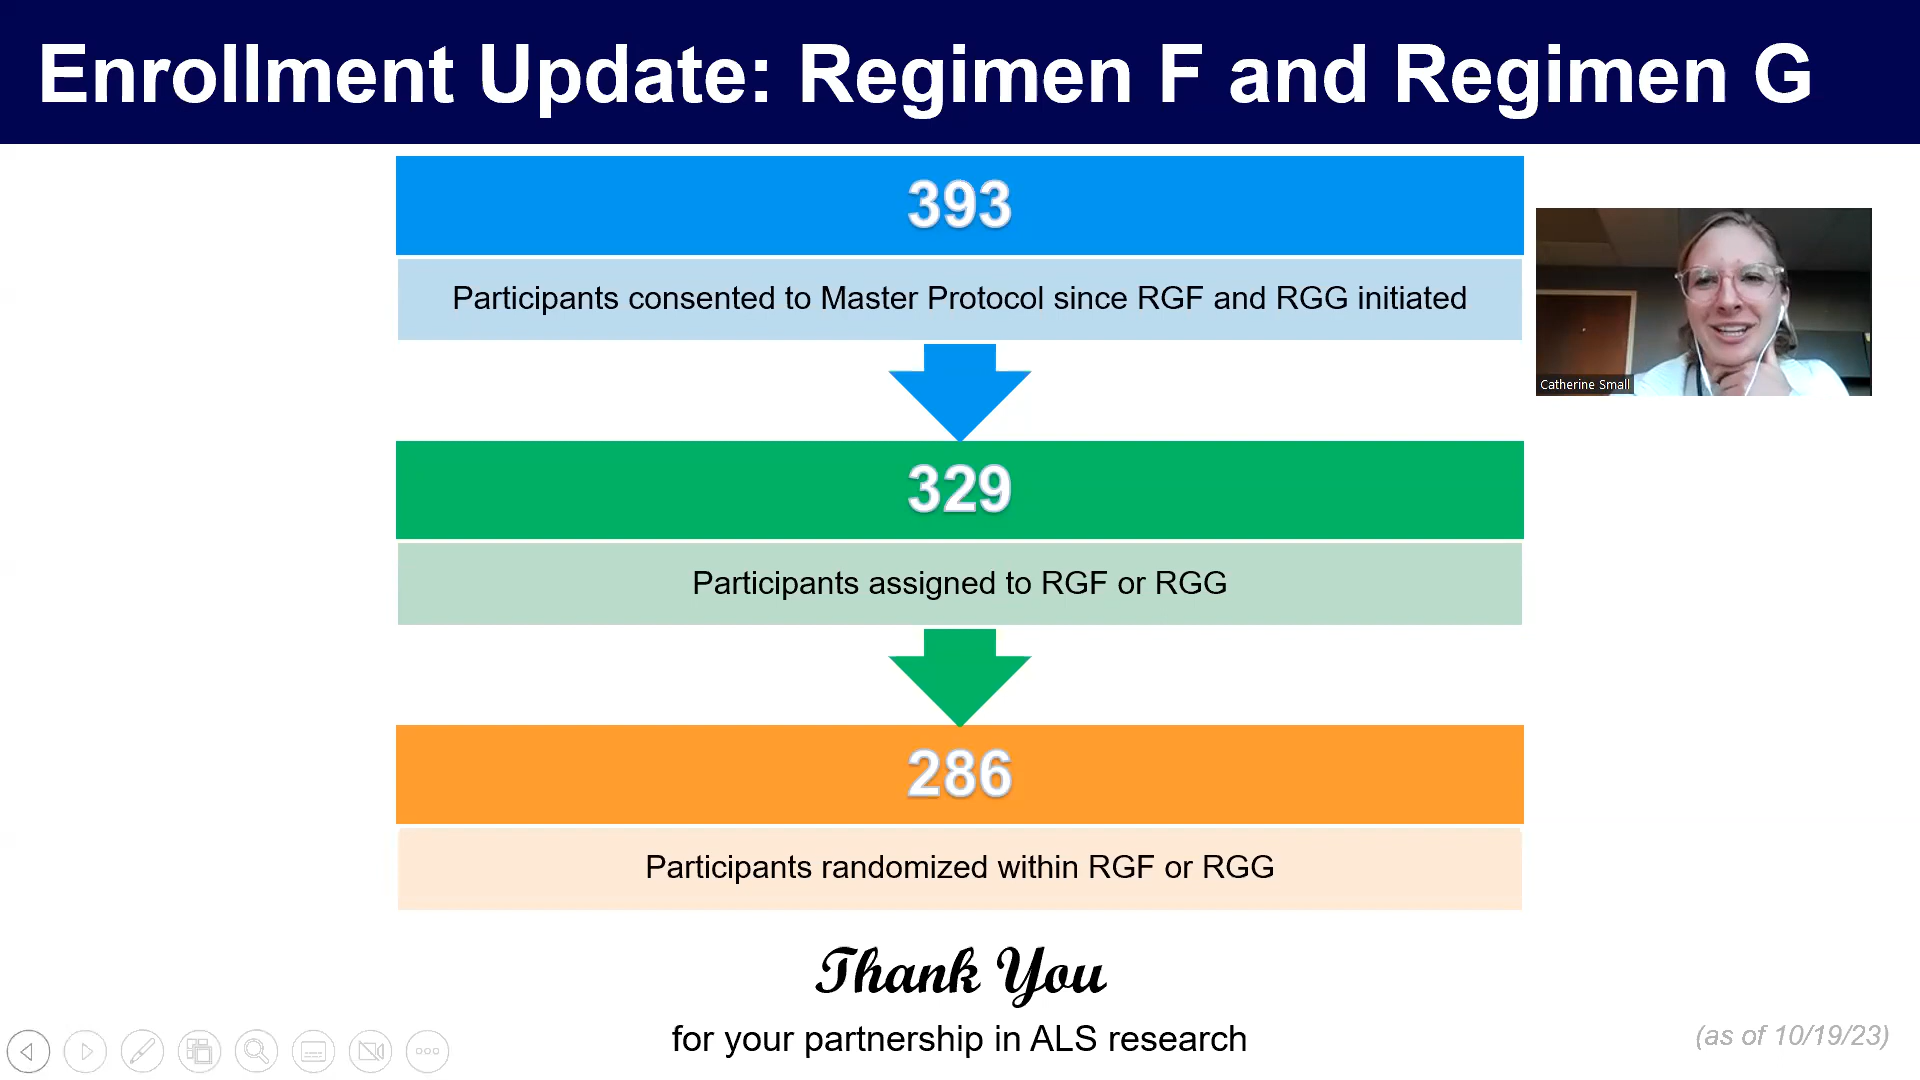 Enrollment Update: Regimen F and Regimen G
393
Participants consented to Master Protocol since RGF and RGG initiated
Catherine Small
329
Participants assigned to RGF or RGG
286
Participants randomized within RGF or RGG
Thank You
for your partnership in ALS research
(as of 10/19/23)